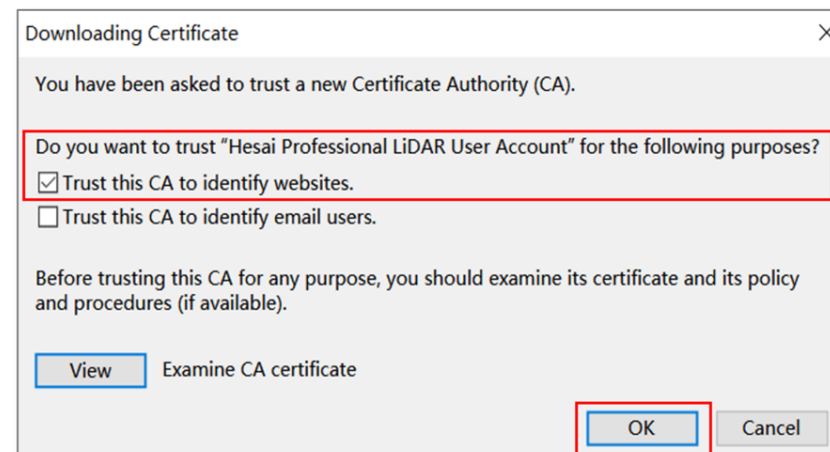 Downloading Certificate
You have been asked to trust a new Certificate Authority (CA).
Do you want to trust “Hesai Professional LiDAR User Account” for the following purposes?
Trust this CA to identify websites.
Trust this CA to identify email users.
Before trusting this CA for any purpose, you should examine its certificate and its policy
and procedures (if available).
View Examine CA certificate
OK Cancel